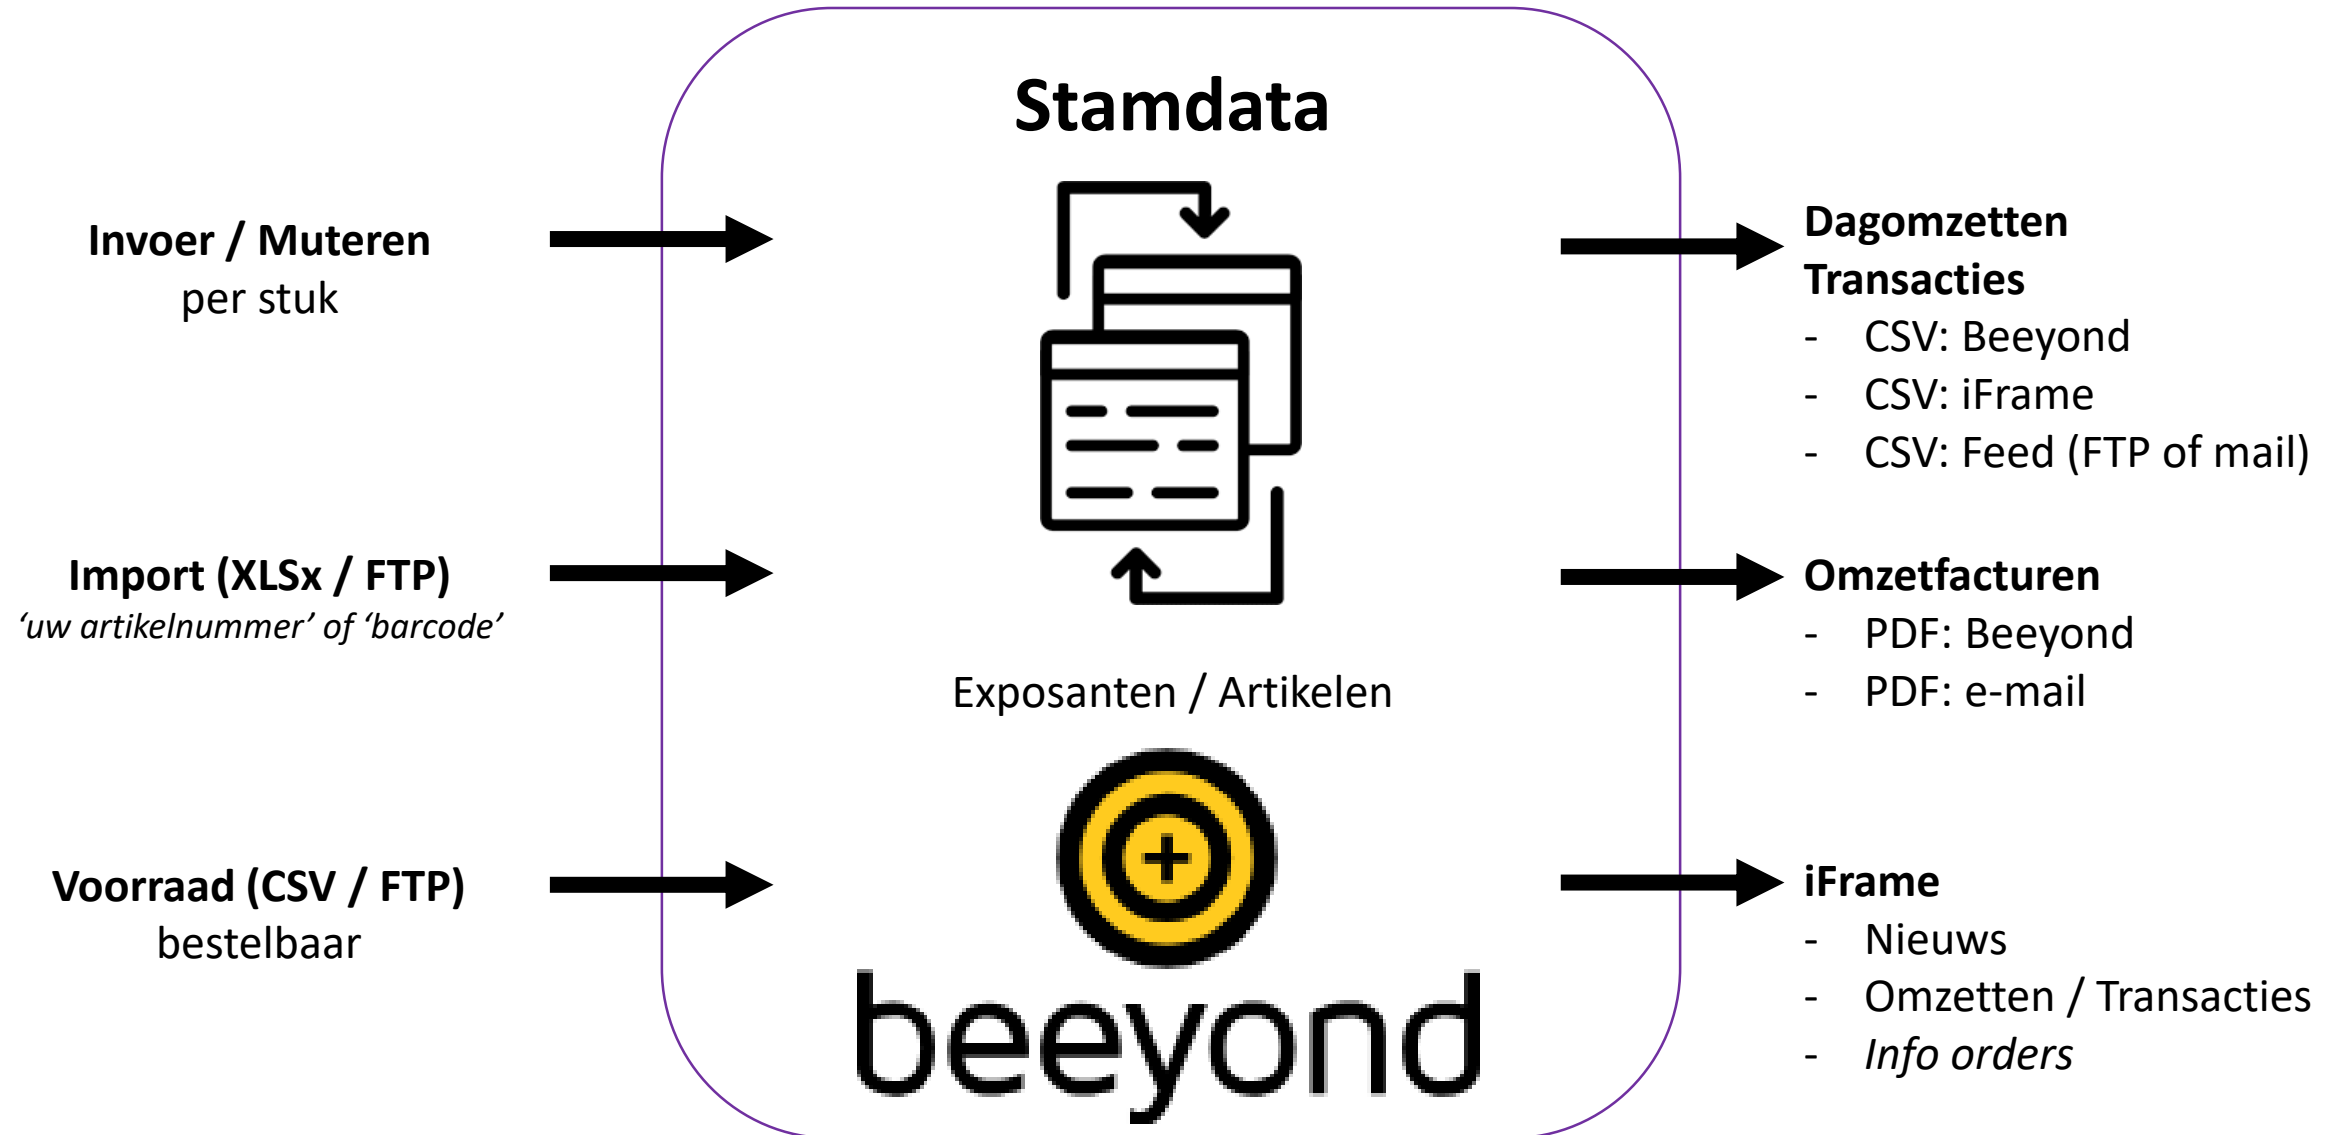 Stamdata
Invoer / Muteren
per stuk
Import (XLSx / FTP)
‘uw artikelnummer’ of ‘barcode’
Voorraad (CSV / FTP)
bestelbaar
Exposanten / Artikelen
beeyond
Dagomzetten
Transacties
- CSV: Beeyond
- CSV: iFrame
- CSV: Feed (FTP of mail)
Omzetfacturen
- PDF: Beeyond
- PDF: e-mail
iFrame
- Nieuws
- Omzetten / Transacties
- Info orders